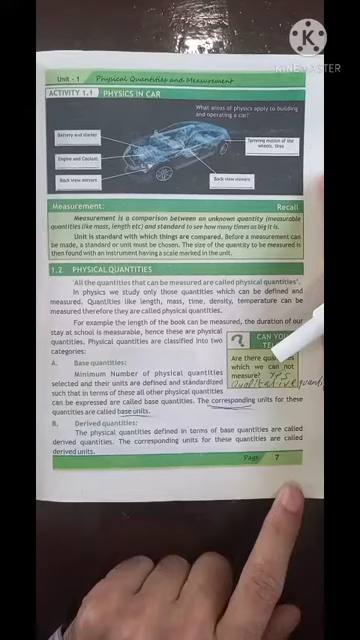 KINEMASTER
Unit - 1 Physical Quantities and Measurement
ACTIVITY 1.1 PHYSICS IN CAR
What areas of physics apply to building
and operating a car?
Battery and starter
Spinning motion of the
wheels, tires
Engine and Coolant
Back view mirrors
Back view mirrors
Measurement: Recall
Measurement is a comparison between an unknown quantity (measurable
quantities like mass, length etc) and standard to see how many times as big it is.
Unit is standard with which things are compared. Before a measurement can
be made, a standard or unit must be chosen. The size of the quantity to be measured is
then found with an instrument having a scale marked in the unit.
1.2 PHYSICAL QUANTITIES
'All the quantities that can be measured are called physical quantities'.
In physics we study only those quantities which can be defined and
measured. Quantities like length, mass, time, density, temperature can be
measured therefore they are called physical quantities.
For example the length of the book can be measured, the duration of our
stay at school is measurable, hence these are physical
quantities. Physical quantities are classified into two
categories:
CAN YOU
TELL
Are there
which we can not
measure? Yes
Qualitative quanti
A. Base quantities:
Minimum Number of physical quantities
selected and their units are defined and standardized
such that in terms of these all other physical quantities
can be expressed are called base quantities. The corresponding units for these
quantities are called base units.
B. Derived quantities:
The physical quantities defined in terms of base quantities are called
derived quantities. The corresponding units for these quantities are called
derived units.
Page 7